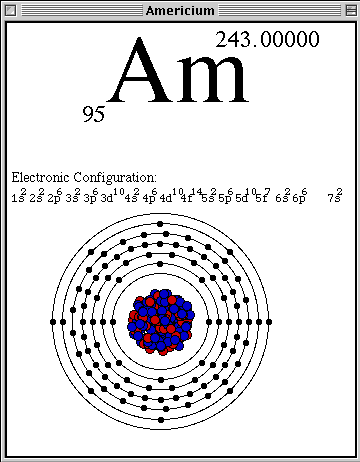 Americium
243.00000
Am
95
Electronic Configuration:
1s² 2s² 2p⁶ 3s² 3p⁶ 3d¹⁰ 4s² 4p⁶ 4d¹⁰ 4f¹⁴ 5s² 5p⁶ 5d¹⁰ 5f⁷ 6s² 6p⁶ 7s²